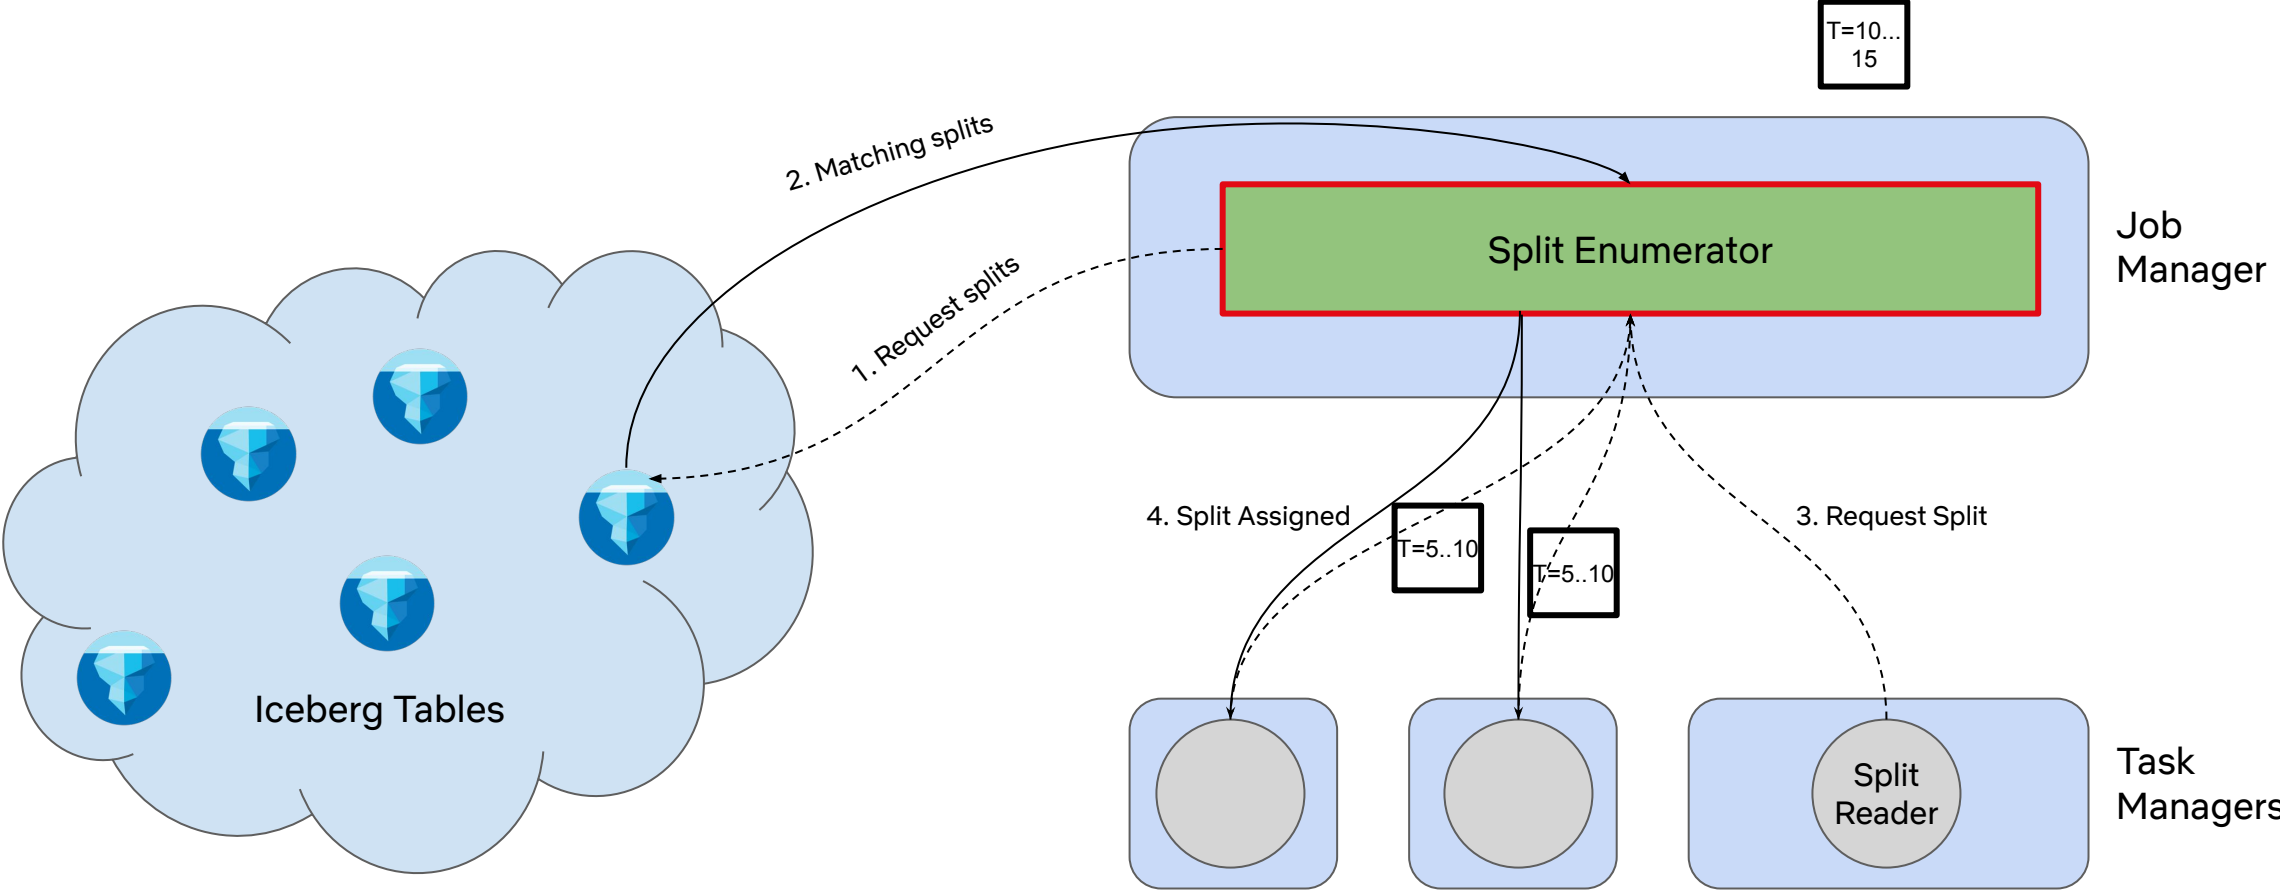 T=10...
15
2. Matching splits
Job
Manager
Split Enumerator
1. Request splits
4. Split Assigned
T=5..10
T=5..10
3. Request Split
Iceberg Tables
Split
Reader
Task
Managers